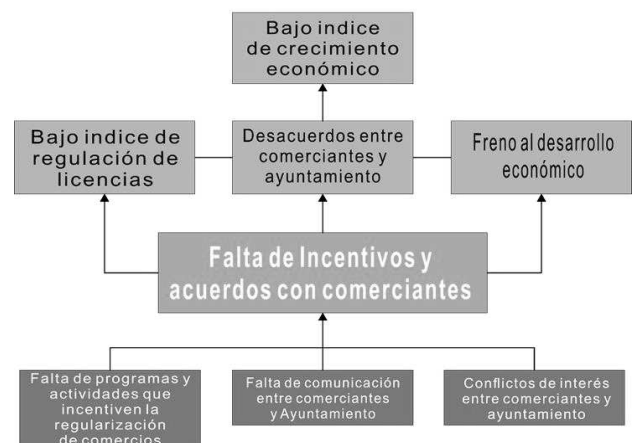 Bajo indice
de crecimiento
económico
Bajo indice de
regulación de
licencias
Desacuerdos entre
comerciantes y
ayuntamiento
Freno al desarrollo
económico
Falta de Incentivos y
acuerdos con comerciantes
Falta de programas y
actividades que
incentiven la
regularización
de comercios
Falta de comunicación
entre comerciantes
y Ayuntamiento
Conflictos de interés
entre comerciantes y
ayuntamiento